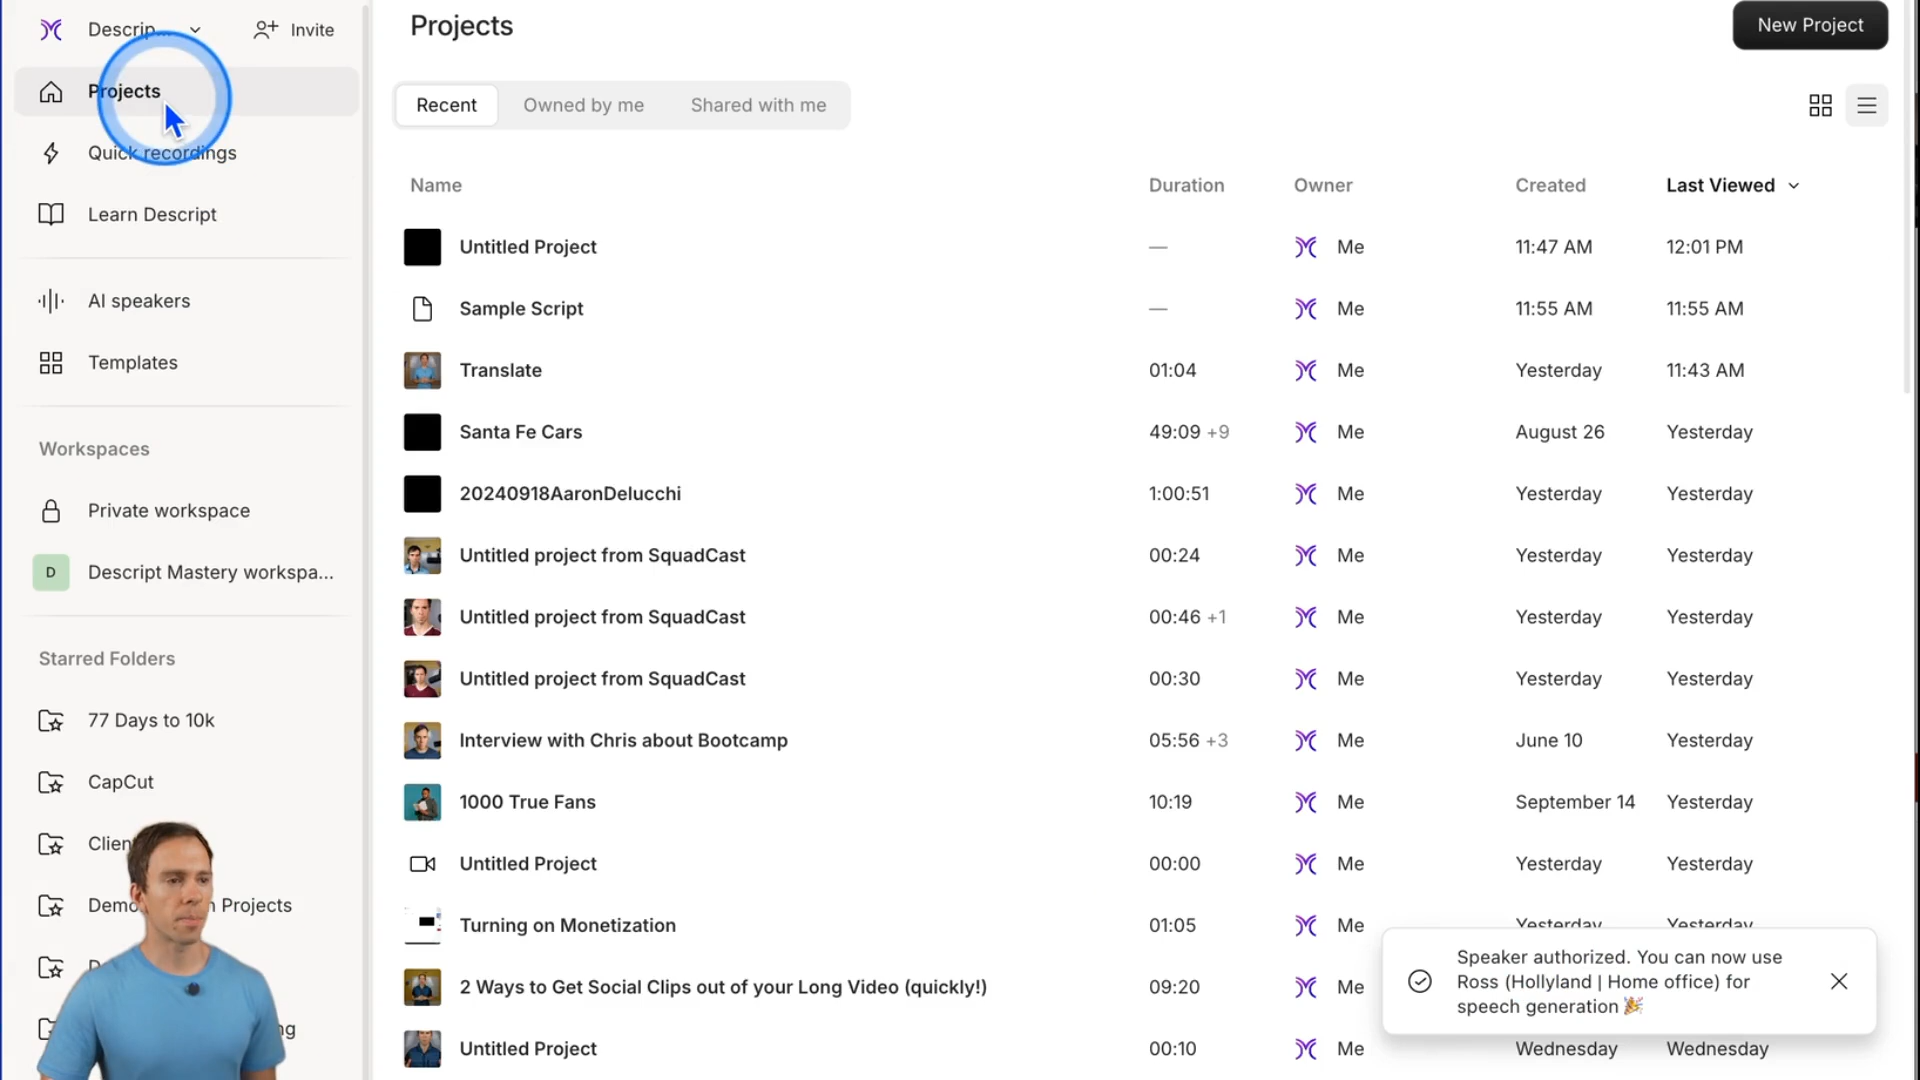 Descrip...
Invite
Projects
Quick recordings
Learn Descript
AI speakers
Templates
Workspaces
Private workspace
D
Descript Mastery workspa...
Starred Folders
77 Days to 10k
CapCut
Clien
Demo
Projects
ng
Projects
New Project
Recent
Owned by me
Shared with me
Name Duration Owner Created Last Viewed
Untitled Project — Me 11:47 AM 12:01 PM
Sample Script — Me 11:55 AM 11:55 AM
Translate 01:04 Me Yesterday 11:43 AM
Santa Fe Cars 49:09 +9 Me August 26 Yesterday
20240918AaronDelucchi 1:00:51 Me Yesterday Yesterday
Untitled project from SquadCast 00:24 Me Yesterday Yesterday
Untitled project from SquadCast 00:46 +1 Me Yesterday Yesterday
Untitled project from SquadCast 00:30 Me Yesterday Yesterday
Interview with Chris about Bootcamp 05:56 +3 Me June 10 Yesterday
1000 True Fans 10:19 Me September 14 Yesterday
Untitled Project 00:00 Me Yesterday Yesterday
Turning on Monetization 01:05 Me Yesterday Yesterday
2 Ways to Get Social Clips out of your Long Video (quickly!) 09:20 Me
Untitled Project 00:10 Me Wednesday Wednesday
Speaker authorized. You can now use
Ross (Hollyland | Home office) for
speech generation 🎉